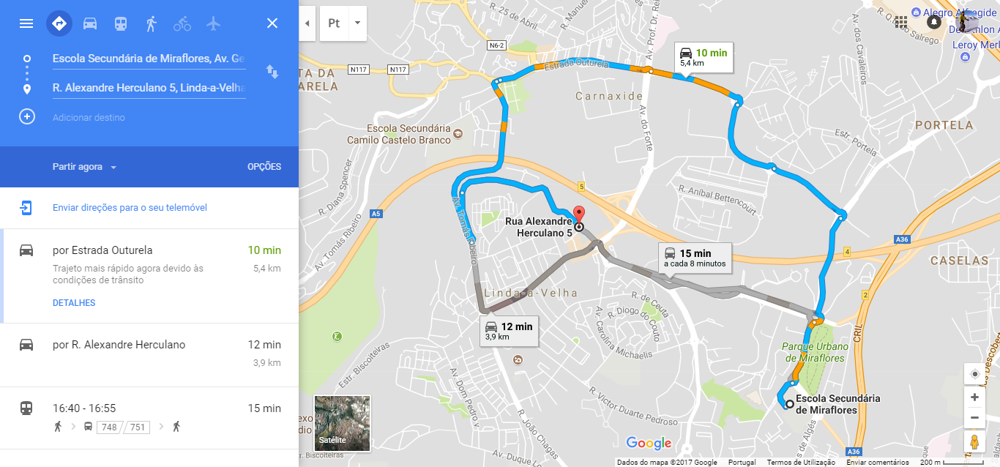 Escola Secundária de Miraflores, Av. Ge
R. Alexandre Herculano 5, Linda-a-Velha
Adicionar destino
Partir agora
OPÇÕES
Enviar direções para o seu telemóvel
por Estrada Outurela
10 min
Trajeto mais rápido agora devido às
condições de trânsito
5,4 km
DETALHES
por R. Alexandre Herculano
12 min
3,9 km
16:40 - 16:55
15 min
748
751
Pt
R. 25 de Abril
R. Manuel
Av. Prof. Dr. Rei
Alegro Alfragide
Leroy Merl
N6-2
N117
N117
TA DA
ARELA
Estrada Outurela
10 min
5,4 km
Carnaxide
Av. dos Cavaleiros
PORTELA
Estr. da Portela
Av. do Forte
Escola Secundária
Camilo Castelo Branco
R. Diana Spencer
Av. Tomás Ribeiro
Av. Tomás Ribeiro
A5
5
R. Aníbal Bettencourt
Rua Alexandre
Herculano 5
A36
4
15 min
a cada 8 minutos
CASELAS
Linda-a-Velha
2
R. de Ceuta
R. Diogo do Couto
Av. Carolina Michaelis
12 min
3,9 km
CRIL
Parque Urbano
de Miraflores
Estr. Biscoiteiras
Av. Dom Pedro V
R. João Chagas
R. Victor Duarte Pedroso
Escola Secundária
de Miraflores
de Algés
Satélite
Biscoiteiras
Google
A36
Dados do mapa ©2017 Google
Portugal
Termos de Utilização
Enviar comentários
200 m